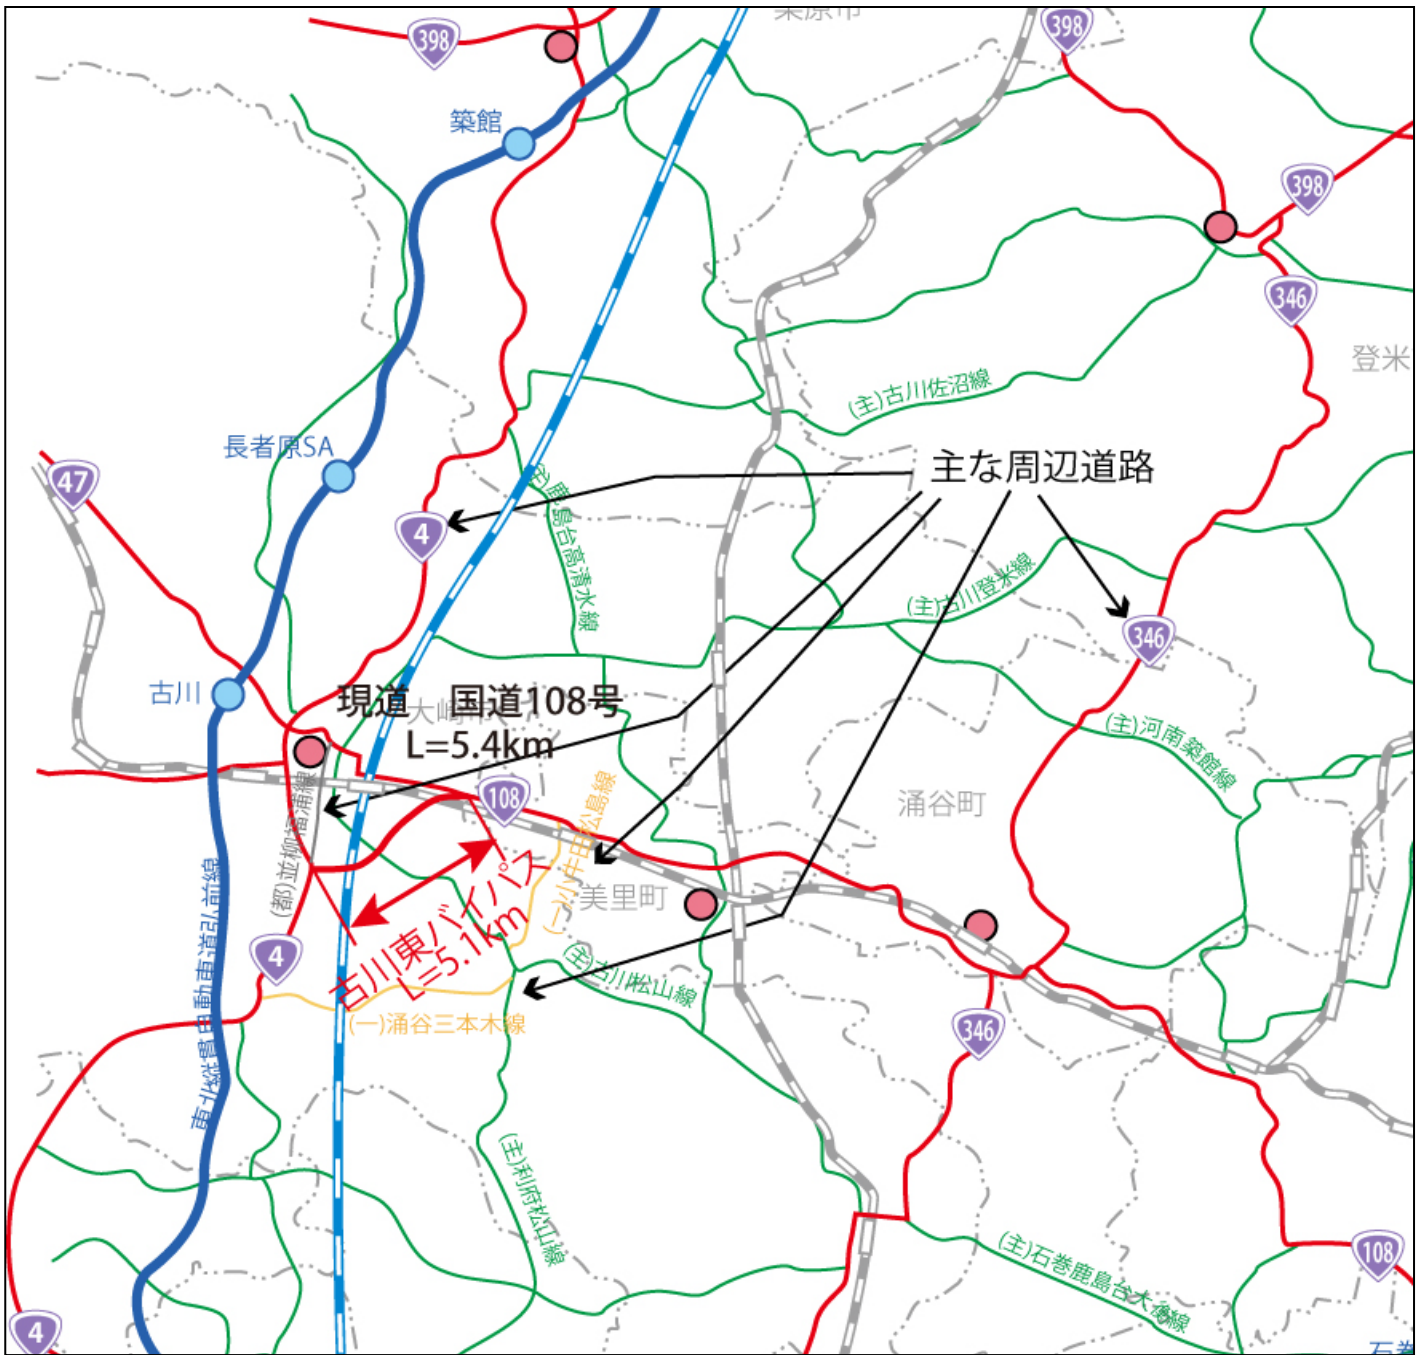 栗原市
398
398
築館
398
346
登米
(主)古川佐沼線
長者原SA
主な周辺道路
47
4
(主)鹿島台高清水線
(主)古川登米線
346
古川
現道　国道108号
大崎市
L=5.4km
(主)河南築館線
108
涌谷町
(都)並柳福浦線
(一)小牛田松島線
美里町
東北縦貫自動車道弘前線
古川東バイパス
L=5.1km
4
(主)古川松山線
(一)涌谷三本木線
346
(主)利府松山線
(主)石巻鹿島台大衡線
108
4
石巻